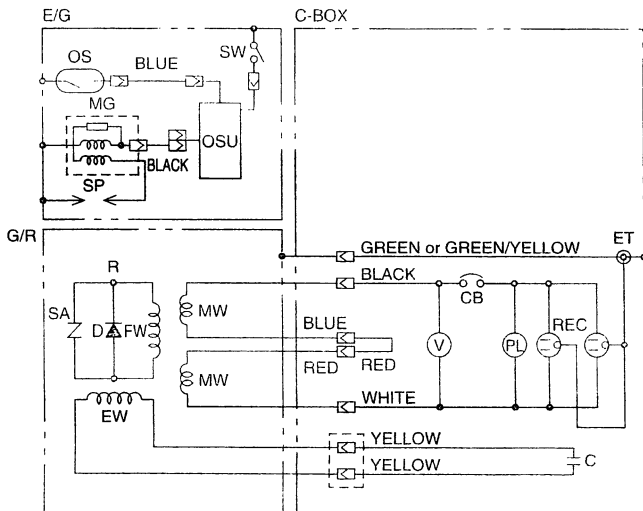 E/G
C-BOX
OS
BLUE
SW
MG
OSU
BLACK
SP
G/R
GREEN or GREEN/YELLOW
ET
R
BLACK
SA
D
FW
MW
CB
BLUE
V
PL
REC
RED
RED
MW
WHITE
EW
YELLOW
YELLOW
C